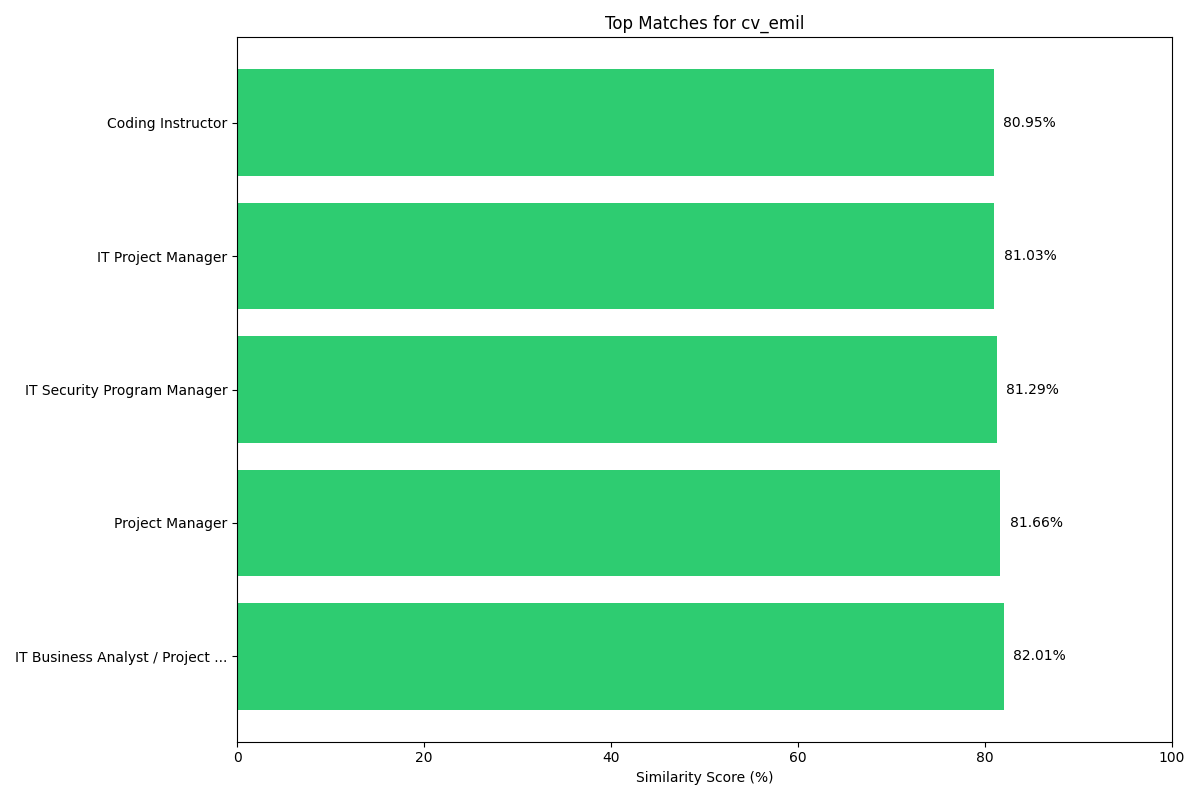 Top Matches for cv_emil
Coding Instructor
80.95%
IT Project Manager
81.03%
IT Security Program Manager
81.29%
Project Manager
81.66%
IT Business Analyst / Project ...
82.01%
0 20 40 60 80 100
Similarity Score (%)